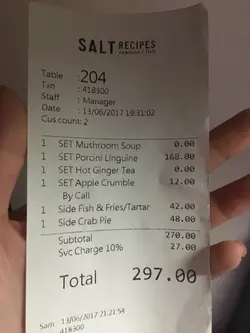 SALT RECIPES
Table : 204
Txn : 418300
Staff : Manager
Date : 13/06/2017 19:31:02
Cus count: 2
1 SET Mushroom Soup 0.00
1 SET Porcini Linguine 168.00
1 SET Hot Ginger Tea 0.00
1 SET Apple Crumble 12.00
By Call
1 Side Fish & Fries/Tartar 42.00
1 Side Crab Pie 48.00
Subtotal 270.00
Svc Charge 10% 27.00
Total 297.00
Sam 13/06/2017 21:21:54
418300